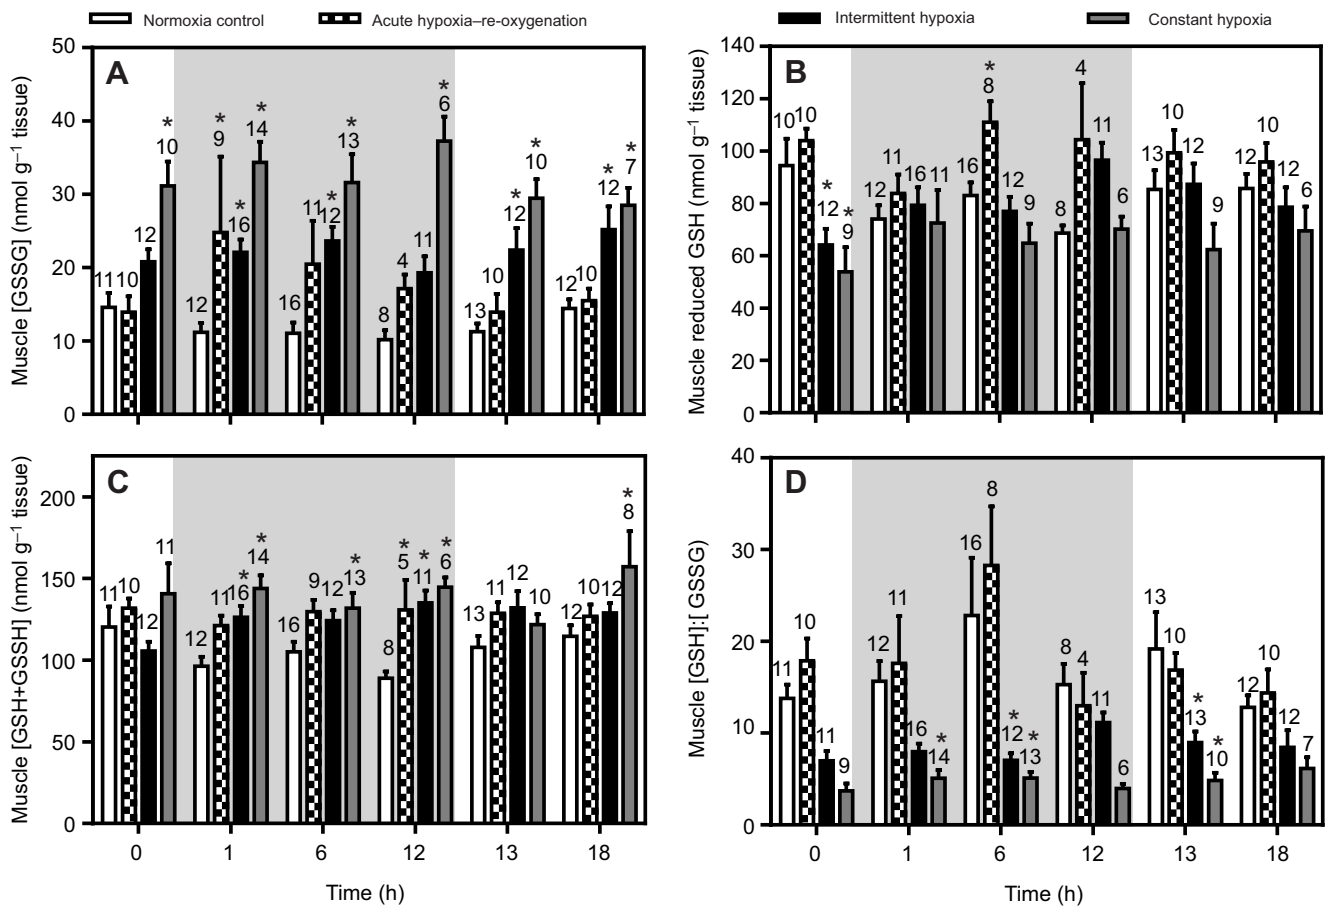 Normoxia control
Acute hypoxia–re-oxygenation
Intermittent hypoxia
Constant hypoxia
A
Muscle [GSSG] (nmol g–1 tissue)
50
40
30
20
10
0
11 10 12 * 10
12 * 9 * 16 * 14
16 11 * 12 * 13
8 4 11 * 6
13 10 * 12 * 10
12 10 * 12 * 7
B
Muscle reduced GSH (nmol g–1 tissue)
140
120
100
80
60
40
20
0
10 10 * 12 * 9
12 11 16 11
16 * 8 12 9
8 4 11 6
13 10 12 9
12 10 12 6
C
Muscle [GSH+GSSH] (nmol g–1 tissue)
200
150
100
50
0
11 10 12 11
12 11 * 16 * 14
16 9 12 * 13
8 * 5 * 11 * 6
13 11 12 10
12 10 12 * 8
0 1 6 12 13 18
Time (h)
D
Muscle [GSH]:[ GSSG]
40
30
20
10
0
11 10 11 9
12 11 16 * 14
16 8 * 12 * 13
8 4 11 6
13 10 * 13 * 10
12 10 12 7
0 1 6 12 13 18
Time (h)